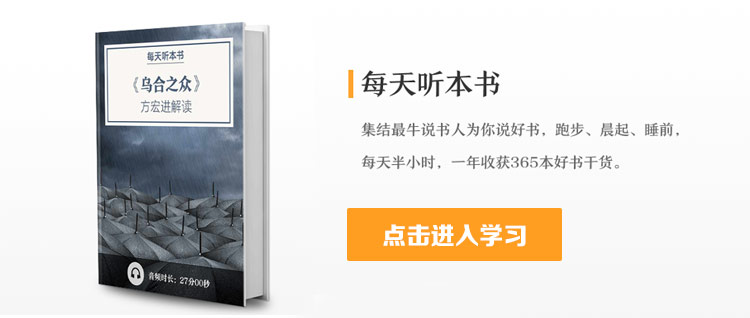 每天听本书
《乌合之众》
方宏进解读
音频时长：27分00秒
每天听本书
集结最牛说书人为你说好书，跑步、晨起、睡前，
每天半小时，一年收获365本好书干货。
点击进入学习